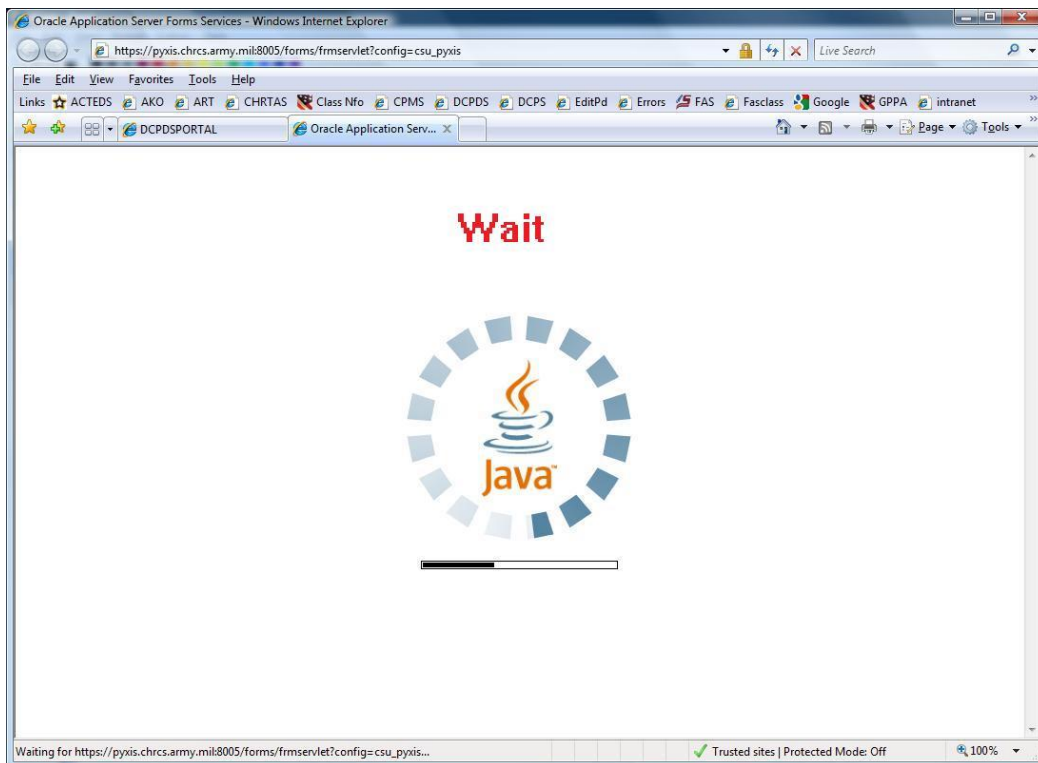 Oracle Application Server Forms Services - Windows Internet Explorer
https://pyxis.chrcs.army.mil:8005/forms/frmservlet?config=csu_pyxis Live Search
File Edit View Favorites Tools Help
Links ACTEDS AKO ART CHRTAS Class Nfo CPMS DCPDS DCPS EditPd Errors FAS Fasclass Google GPPA intranet »
DCPDSPORTAL Oracle Application Serv... Page Tools »
Wait
Java™
Waiting for https://pyxis.chrcs.army.mil:8005/forms/frmservlet?config=csu_pyxis... Trusted sites | Protected Mode: Off 100%